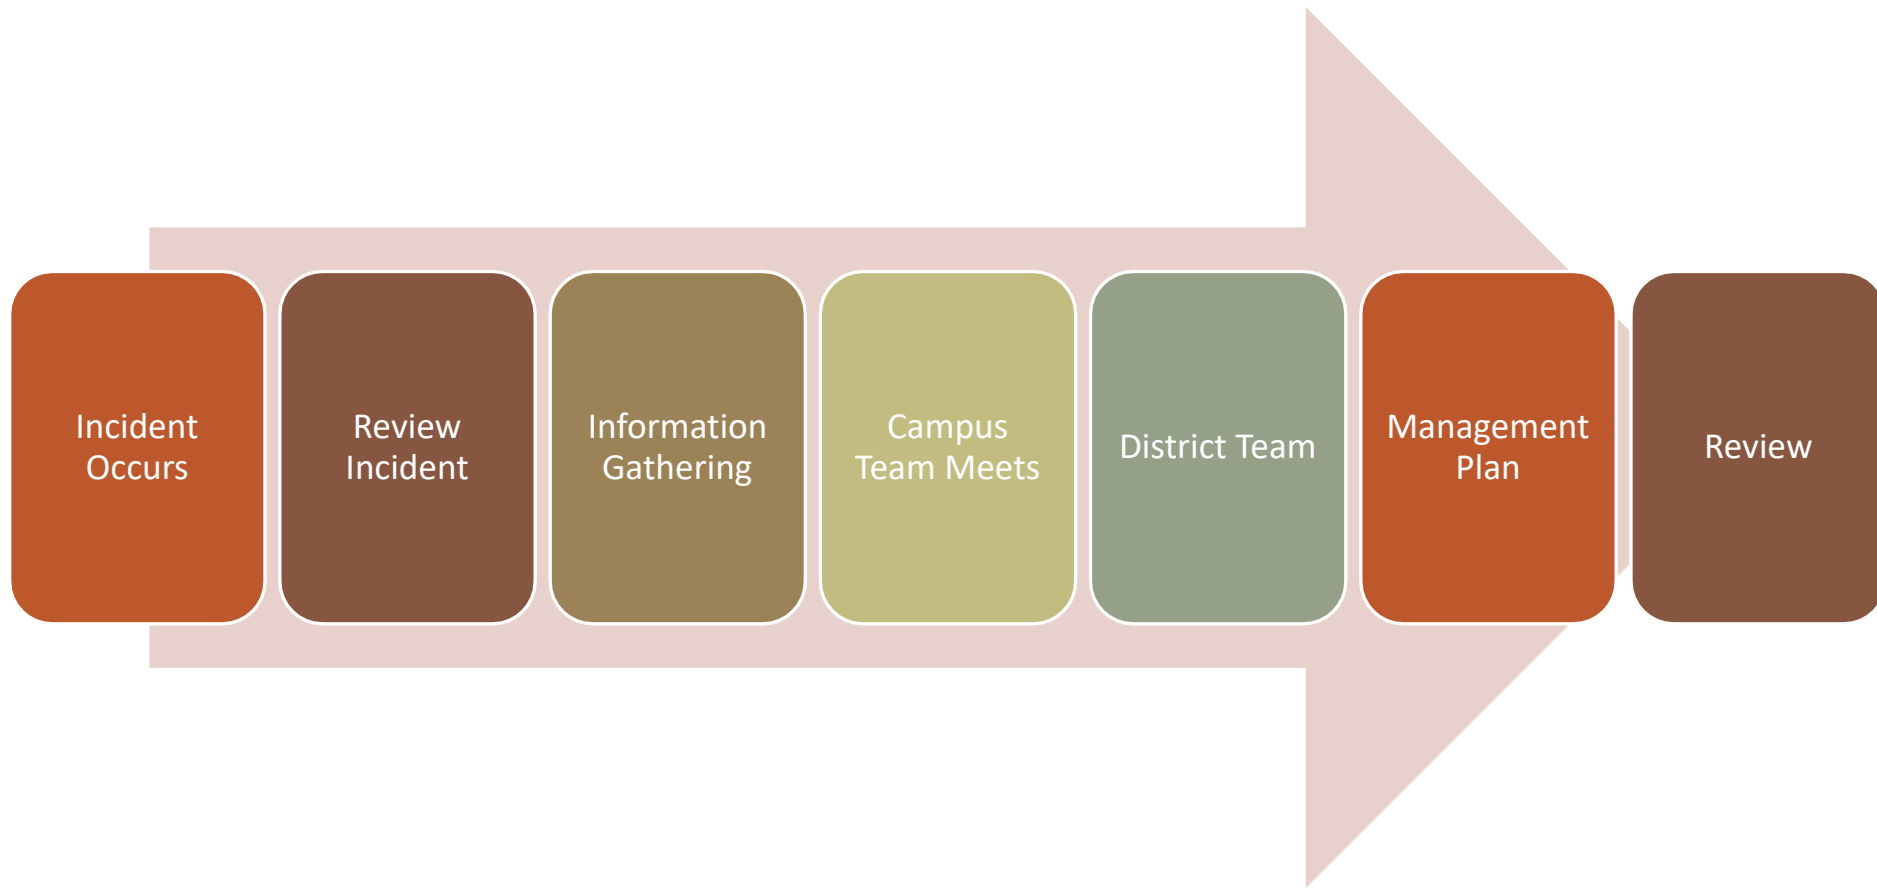 Incident
Occurs
Review
Incident
Information
Gathering
Campus
Team Meets
District Team
Management
Plan
Review